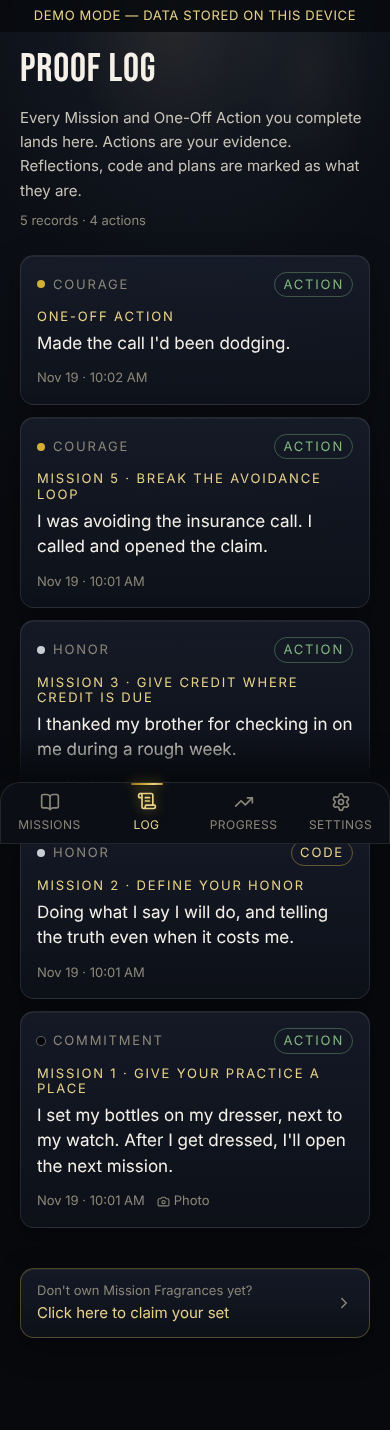 DEMO MODE — DATA STORED ON THIS DEVICE
PROOF LOG
Every Mission and One-Off Action you complete
lands here. Actions are your evidence.
Reflections, code and plans are marked as what
they are.
5 records · 4 actions
COURAGE
ACTION
ONE-OFF ACTION
Made the call I'd been dodging.
Nov 19 · 10:02 AM
COURAGE
ACTION
MISSION 5 · BREAK THE AVOIDANCE
LOOP
I was avoiding the insurance call. I
called and opened the claim.
Nov 19 · 10:01 AM
HONOR
ACTION
MISSION 3 · GIVE CREDIT WHERE
CREDIT IS DUE
I thanked my brother for checking in on
me during a rough week.
MISSIONS
LOG
PROGRESS
SETTINGS
HONOR
CODE
MISSION 2 · DEFINE YOUR HONOR
Doing what I say I will do, and telling
the truth even when it costs me.
Nov 19 · 10:01 AM
COMMITMENT
ACTION
MISSION 1 · GIVE YOUR PRACTICE A
PLACE
I set my bottles on my dresser, next to
my watch. After I get dressed, I'll open
the next mission.
Nov 19 · 10:01 AM
Photo
Don't own Mission Fragrances yet?
Click here to claim your set